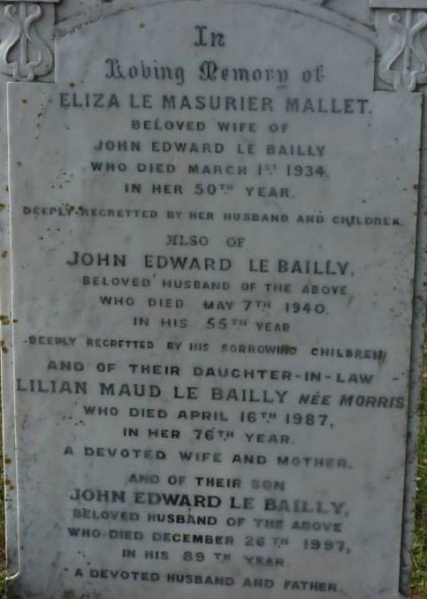 In
Loving Memory of
ELIZA LE MASURIER MALLET.
BELOVED WIFE OF
JOHN EDWARD LE BAILLY
WHO DIED MARCH 1ST 1934.
IN HER 50TH YEAR.
DEEPLY REGRETTED BY HER HUSBAND AND CHILDREN.
ALSO OF
JOHN EDWARD LE BAILLY,
BELOVED HUSBAND OF THE ABOVE
WHO DIED MAY 7TH 1940.
IN HIS 55TH YEAR
DEEPLY REGRETTED BY HIS SORROWING CHILDREN
AND OF THEIR DAUGHTER-IN-LAW
LILIAN MAUD LE BAILLY NÉE MORRIS
WHO DIED APRIL 16TH 1987,
IN HER 76TH YEAR.
A DEVOTED WIFE AND MOTHER.
AND OF THEIR SON
JOHN EDWARD LE BAILLY,
BELOVED HUSBAND OF THE ABOVE
WHO DIED DECEMBER 26TH 1997,
IN HIS 89TH YEAR.
A DEVOTED HUSBAND AND FATHER